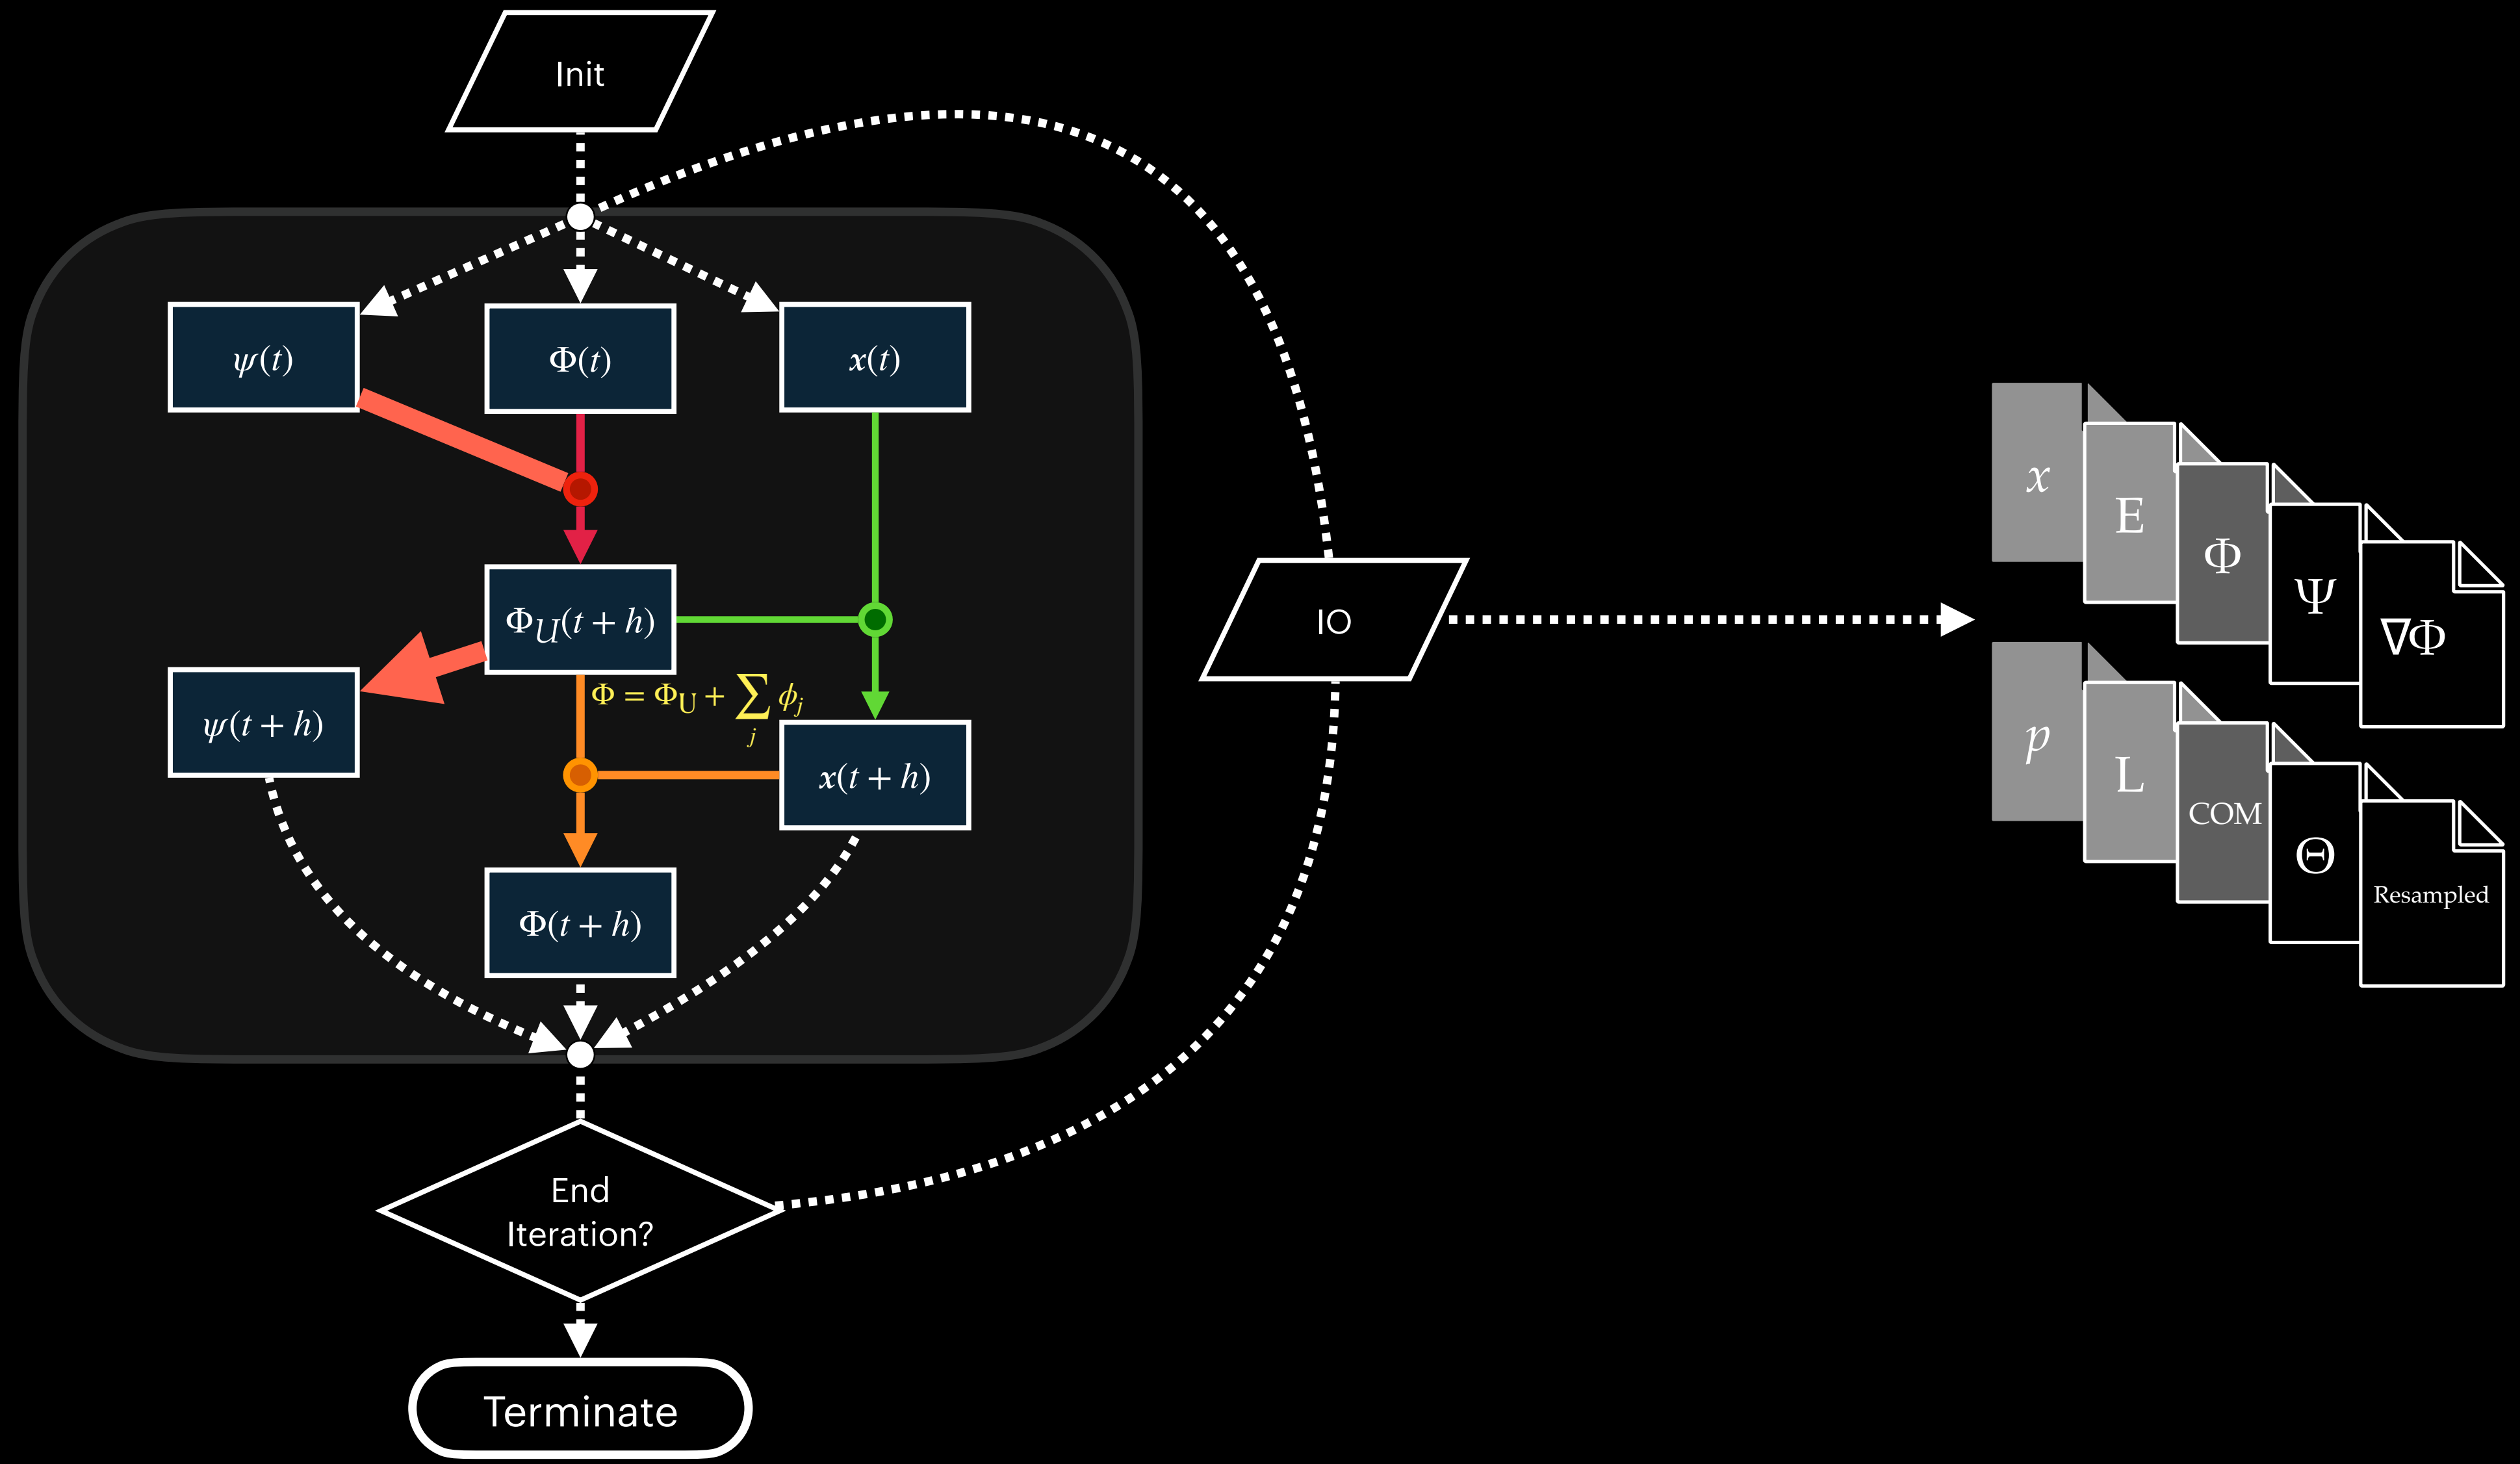 Init
ψ(t)
Φ(t)
x(t)
Φ_U(t + h)
Φ = Φ_U + ∑_j ϕ_j
ψ(t + h)
x(t + h)
Φ(t + h)
End
Iteration?
Terminate
IO
x
E
Φ
Ψ
∇Φ
p
L
COM
Θ
Resampled